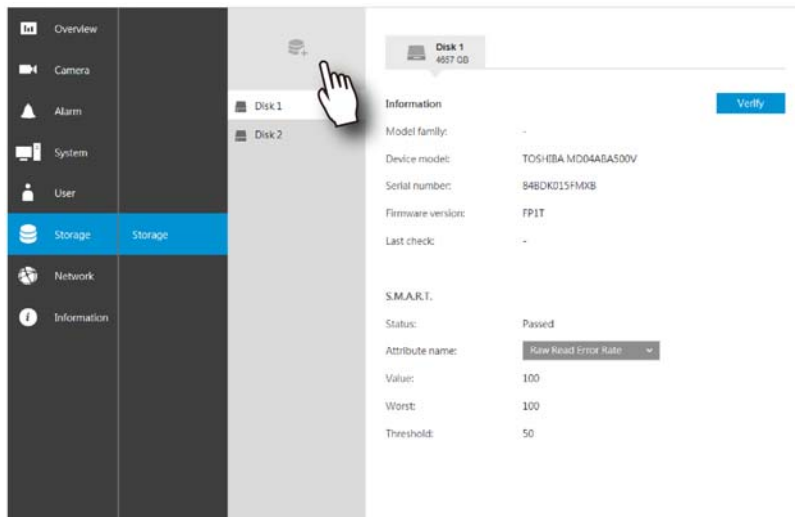 Overview
Camera
Alarm
System
User
Storage
Network
Information
Storage
Disk 1
Disk 2
Disk 1
4657 GB
Information
Verify
Model family: -
Device model: TOSHIBA MD04ABA500V
Serial number: 84BDK015FMXB
Firmware version: FP1T
Last check: -
S.M.A.R.T.
Status: Passed
Attribute name: Raw Read Error Rate
Value: 100
Worst: 100
Threshold: 50